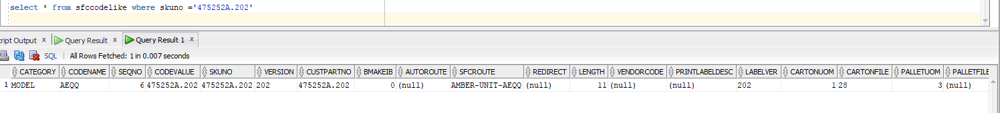 select * from sfccodelike where skuno ='475252A.202'
ript Output x Query Result x Query Result 1 x
SQL | All Rows Fetched: 1 in 0.007 seconds
CATEGORY CODENAME SEQNO CODEVALUE SKUNO VERSION CUSTPARTNO BMAKEIB AUTOROUTE SFCROUTE REDIRECT LENGTH VENDORCODE PRINTLABELDESC LABELVER CARTONUOM CARTONFILE PALLETUOM PALLETFILE
1 MODEL AEQQ 6 475252A.202 475252A.202 202 475252A.202 0 (null) AMBER-UNIT-AEQQ (null) 11 (null) (null) 202 1 28 3 (null)